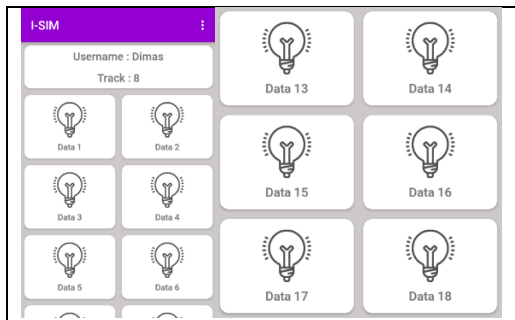 I-SIM
Username : Dimas
Track : 8
Data 1
Data 2
Data 3
Data 4
Data 5
Data 6
Data 13
Data 14
Data 15
Data 16
Data 17
Data 18